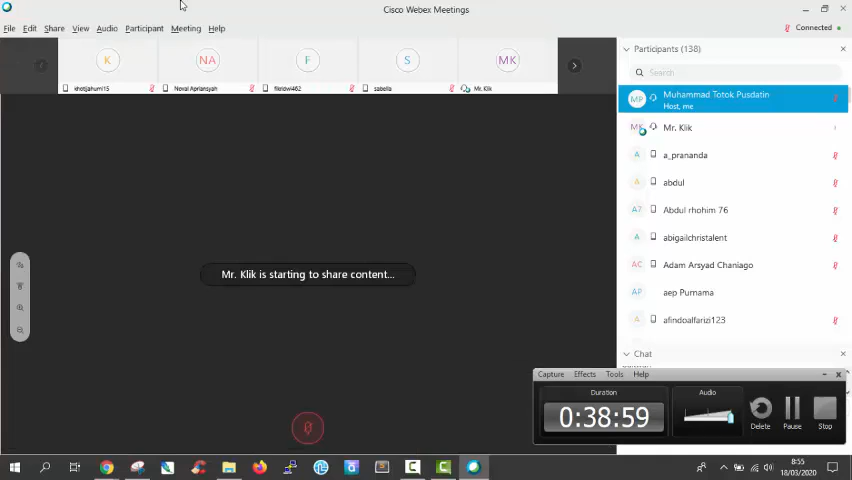 Cisco Webex Meetings
File Edit Share View Audio Participant Meeting Help
Connected
K
NA
F
S
MK
khotijahum15
Noval Apriansyah
sabella
Mr. Klik
Participants (138)
Search
MP
Muhammad Totok Pusdatin
Host, me
MK
Mr. Klik
A
a_prananda
A
abdul
A7
Abdul rhohim 76
A
abigailchristalent
AC
Adam Arsyad Chaniago
AP
aep Purnama
A
afindoalfarizi123
Mr. Klik is starting to share content...
Chat
Capture Effects Tools Help
Duration
0:38:59
Audio
Delete
Pause
Stop
8:55
18/03/2020